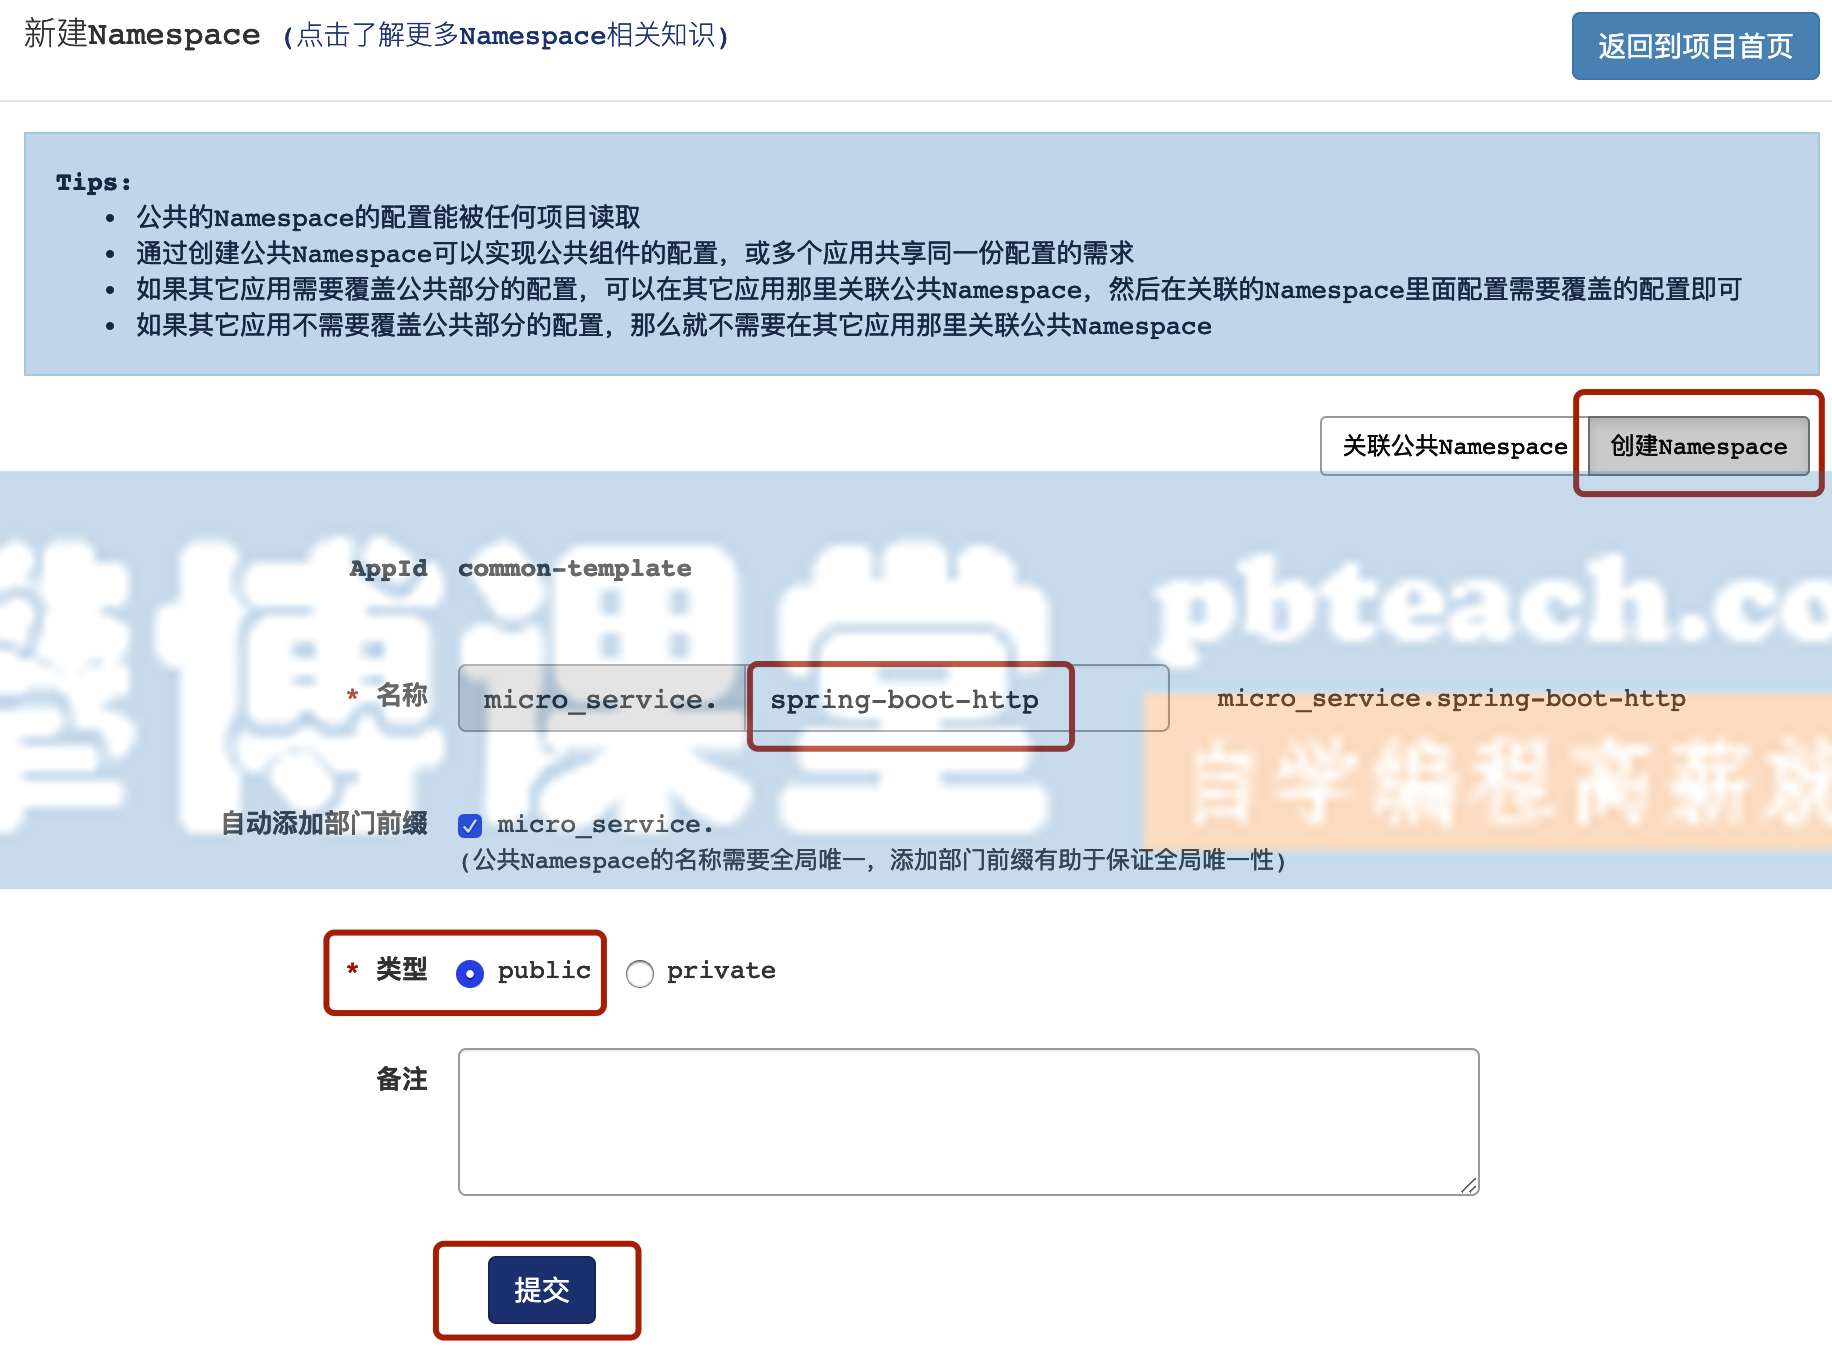 新建Namespace (点击了解更多Namespace相关知识)
返回到项目首页
Tips:
• 公共的Namespace的配置能被任何项目读取
• 通过创建公共Namespace可以实现公共组件的配置，或多个应用共享同一份配置的需求
• 如果其它应用需要覆盖公共部分的配置，可以在其它应用那里关联公共Namespace，然后在关联的Namespace里面配置需要覆盖的配置即可
• 如果其它应用不需要覆盖公共部分的配置，那么就不需要在其它应用那里关联公共Namespace
关联公共Namespace 创建Namespace
博课堂 pbteach.co
AppId common-template
* 名称 micro_service. spring-boot-http micro_service.spring-boot-http
自学编程高薪
自动添加部门前缀 micro_service.
(公共Namespace的名称需要全局唯一，添加部门前缀有助于保证全局唯一性)
* 类型 public private
备注
提交